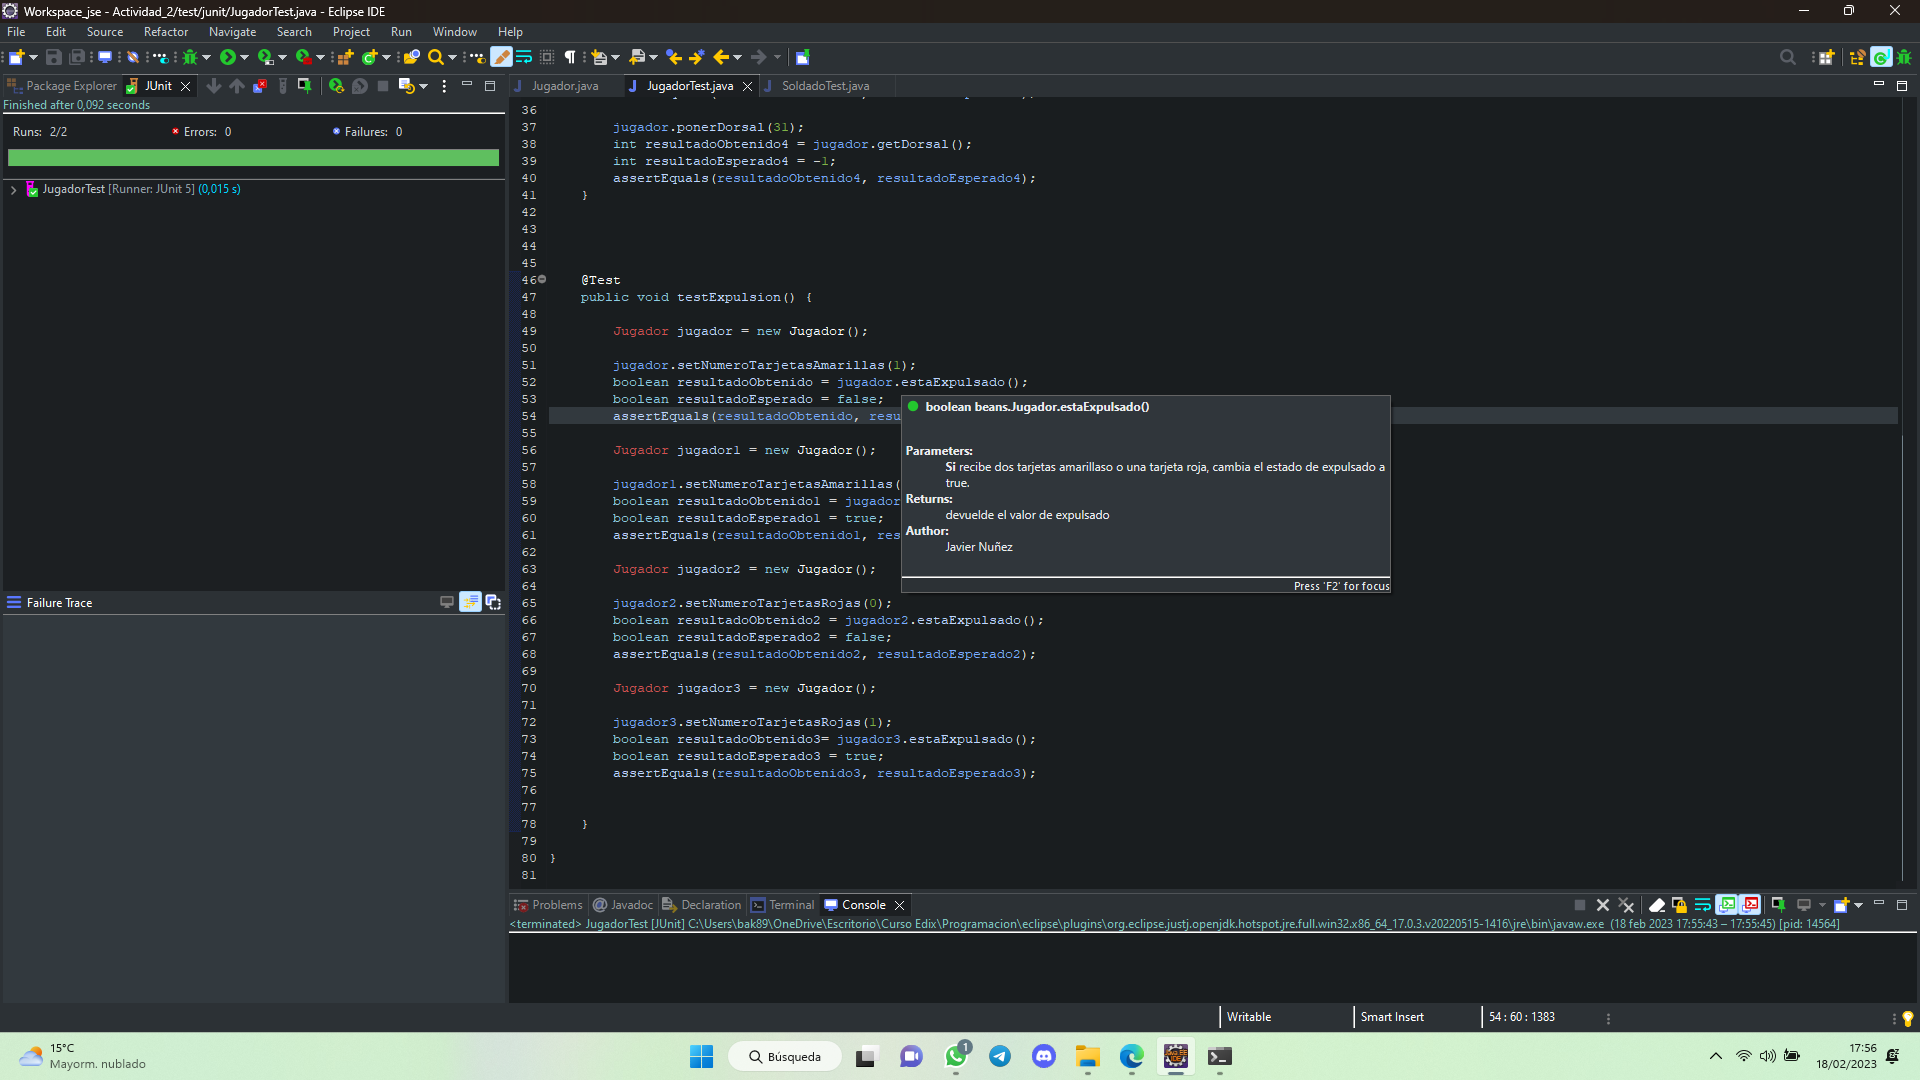 Workspace_jse - Actividad_2/test/junit/JugadorTest.java - Eclipse IDE
File Edit Source Refactor Navigate Search Project Run Window Help
Package Explorer JUnit
Finished after 0,092 seconds
Runs: 2/2 Errors: 0 Failures: 0
JugadorTest [Runner: JUnit 5] (0,015 s)
Failure Trace
Jugador.java JugadorTest.java SoldadoTest.java
36
37 jugador.ponerDorsal(31);
38 int resultadoObtenido4 = jugador.getDorsal();
39 int resultadoEsperado4 = -1;
40 assertEquals(resultadoObtenido4, resultadoEsperado4);
41 }
42
43
44
45
46 @Test
47 public void testExpulsion() {
48
49 Jugador jugador = new Jugador();
50
51 jugador.setNumeroTarjetasAmarillas(1);
52 boolean resultadoObtenido = jugador.estaExpulsado();
53 boolean resultadoEsperado = false;
54 assertEquals(resultadoObtenido, resu
55
56 Jugador jugador1 = new Jugador();
57
58 jugador1.setNumeroTarjetasAmarillas(
59 boolean resultadoObtenido1 = jugador
60 boolean resultadoEsperado1 = true;
61 assertEquals(resultadoObtenido1, res
62
63 Jugador jugador2 = new Jugador();
64
65 jugador2.setNumeroTarjetasRojas(0);
66 boolean resultadoObtenido2 = jugador2.estaExpulsado();
67 boolean resultadoEsperado2 = false;
68 assertEquals(resultadoObtenido2, resultadoEsperado2);
69
70 Jugador jugador3 = new Jugador();
71
72 jugador3.setNumeroTarjetasRojas(1);
73 boolean resultadoObtenido3= jugador3.estaExpulsado();
74 boolean resultadoEsperado3 = true;
75 assertEquals(resultadoObtenido3, resultadoEsperado3);
76
77
78 }
79
80 }
81
boolean beans.Jugador.estaExpulsado()
Parameters:
Si recibe dos tarjetas amarillaso o una tarjeta roja, cambia el estado de expulsado a
true.
Returns:
devuelde el valor de expulsado
Author:
Javier Nuñez
Press 'F2' for focus
Problems Javadoc Declaration Terminal Console
<terminated> JugadorTest [JUnit] C:\Users\bak89\OneDrive\Escritorio\Curso Edix\Programacion\eclipse\plugins\org.eclipse.justj.openjdk.hotspot.jre.full.win32.x86_64_17.0.3.v20220515-1416\jre\bin\javaw.exe (18 feb 2023 17:55:43 – 17:55:45) [pid: 14564]
Writable Smart Insert 54 : 60 : 1383
15°C
Mayorm. nublado
Búsqueda
1
17:56
18/02/2023